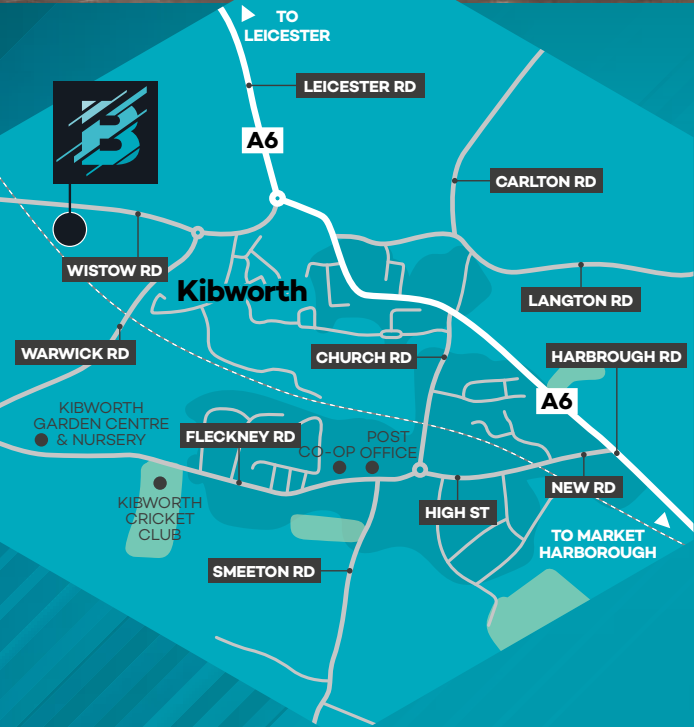 TO
LEICESTER
LEICESTER RD
B
A6
CARLTON RD
WISTOW RD
Kibworth
LANGTON RD
WARWICK RD
CHURCH RD
HARBROUGH RD
A6
KIBWORTH
GARDEN CENTRE
& NURSERY
FLECKNEY RD
CO-OP
POST
OFFICE
KIBWORTH
CRICKET
CLUB
HIGH ST
NEW RD
TO MARKET
HARBOROUGH
SMEETON RD